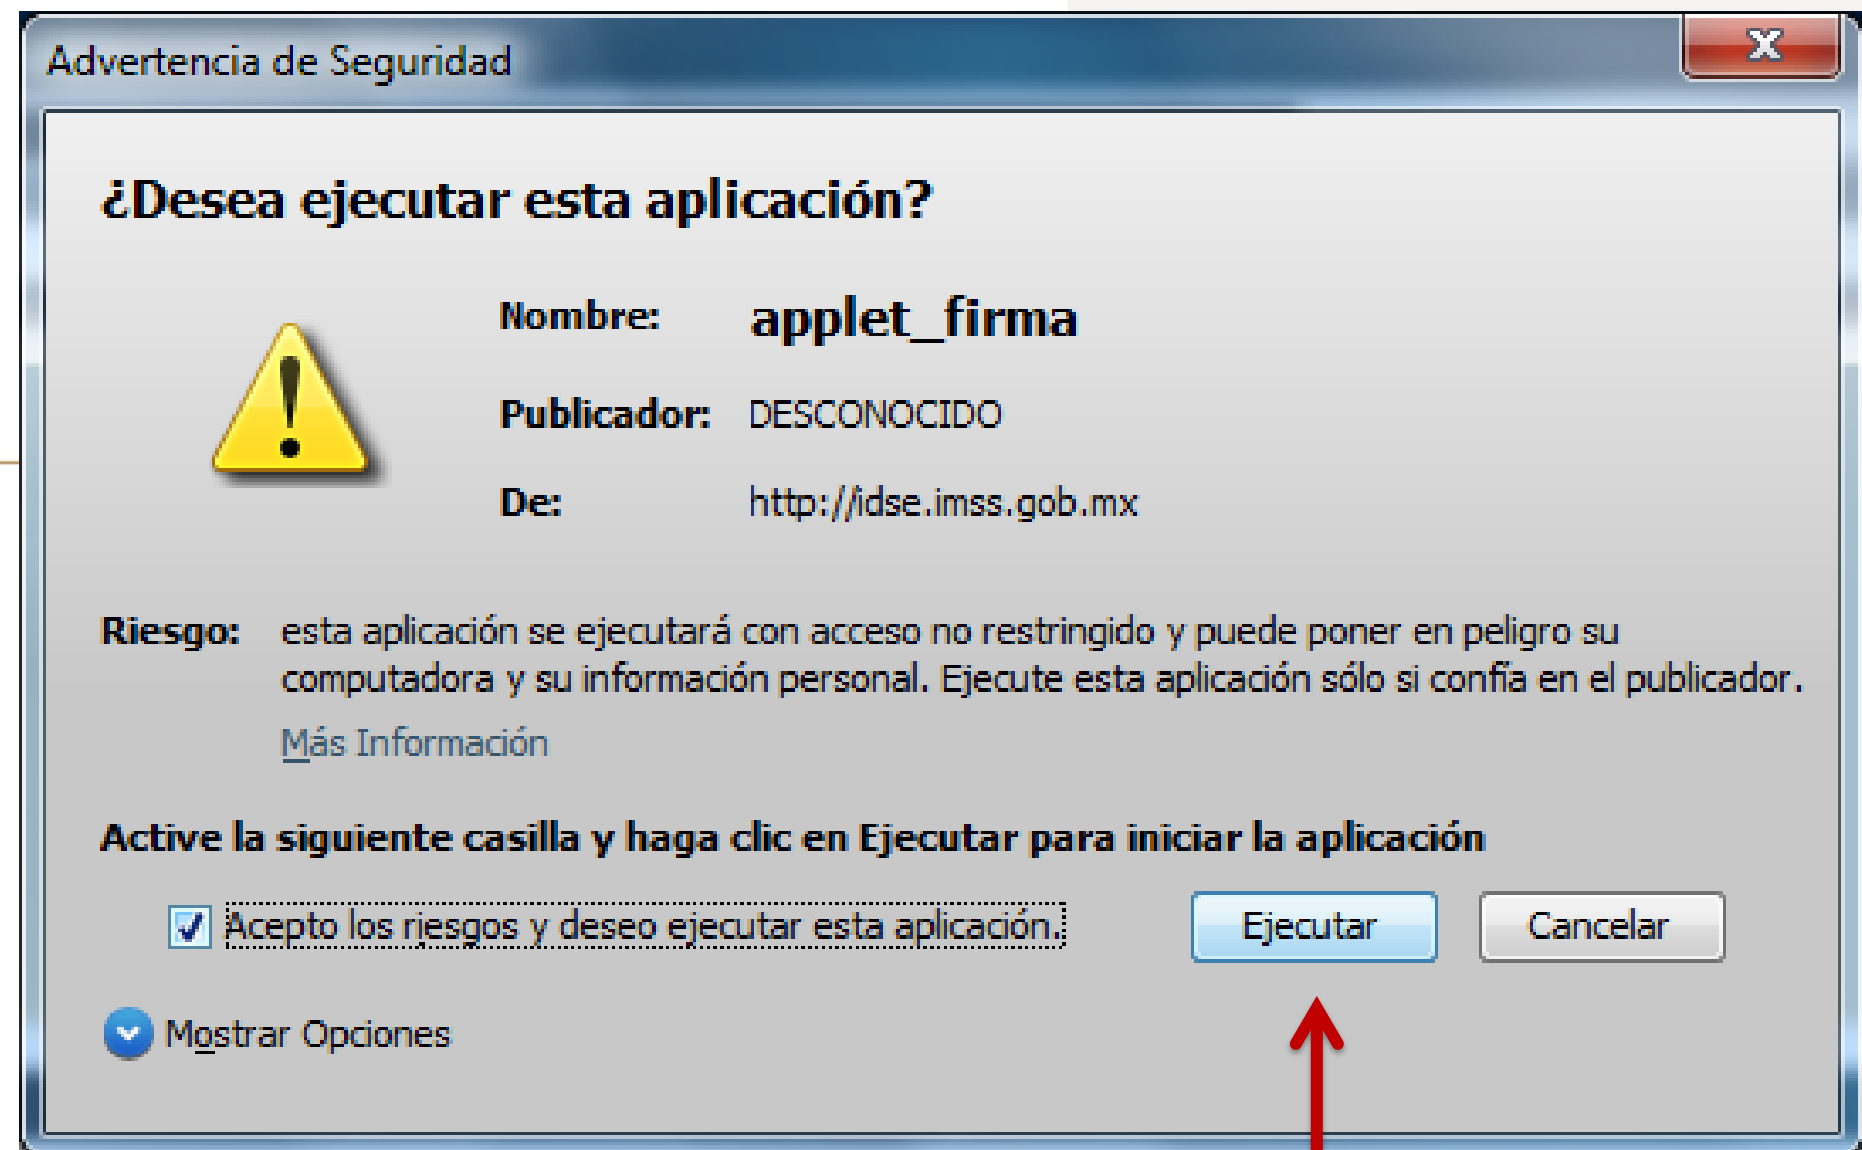 Advertencia de Seguridad
¿Desea ejecutar esta aplicación?
Nombre: applet_firma
Publicador: DESCONOCIDO
De: http://idse.imss.gob.mx
Riesgo: esta aplicación se ejecutará con acceso no restringido y puede poner en peligro su
computadora y su información personal. Ejecute esta aplicación sólo si confía en el publicador.
Más Información
Active la siguiente casilla y haga clic en Ejecutar para iniciar la aplicación
Acepto los riesgos y deseo ejecutar esta aplicación. Ejecutar Cancelar
Mostrar Opciones